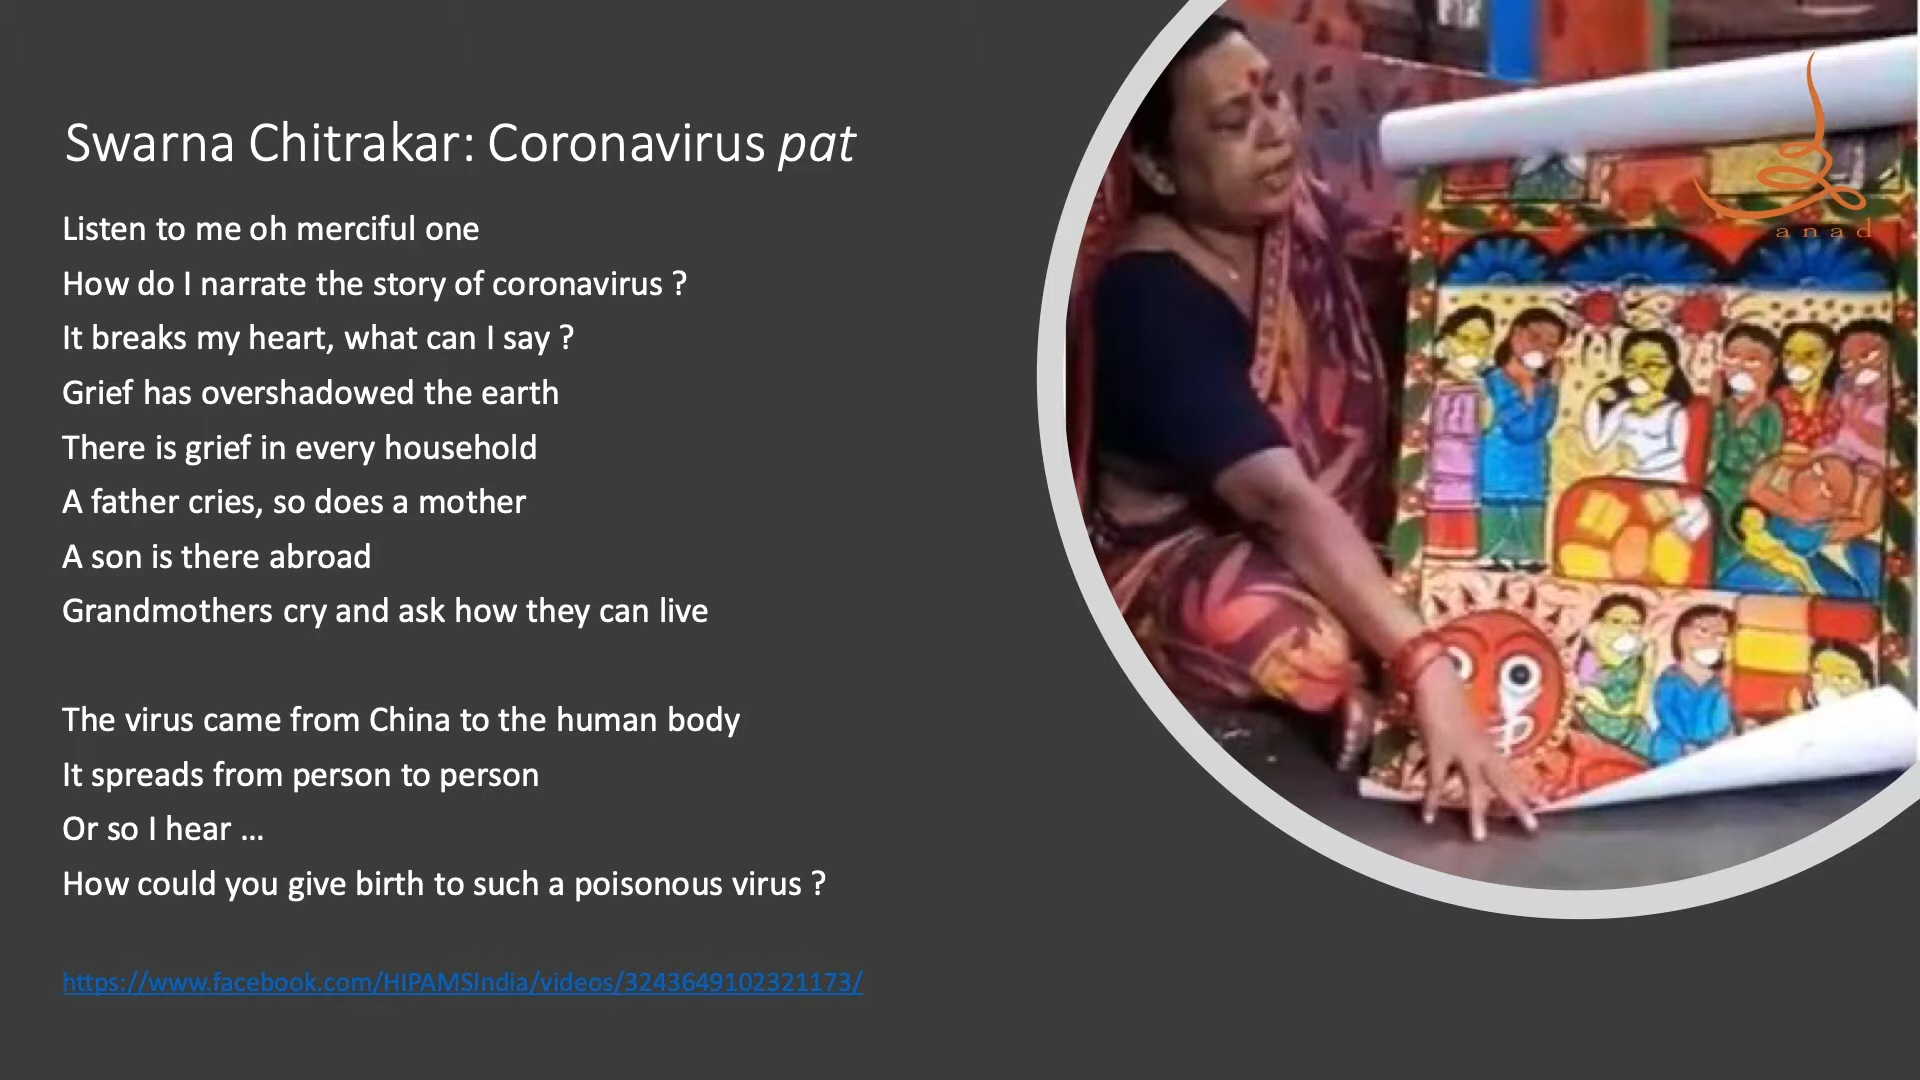 Swarna Chitrakar: Coronavirus pat
Listen to me oh merciful one
How do I narrate the story of coronavirus ?
It breaks my heart, what can I say ?
Grief has overshadowed the earth
There is grief in every household
A father cries, so does a mother
A son is there abroad
Grandmothers cry and ask how they can live
The virus came from China to the human body
It spreads from person to person
Or so I hear ...
How could you give birth to such a poisonous virus ?
https://www.facebook.com/HIPAMSIndia/videos/3243649102321173/
anad